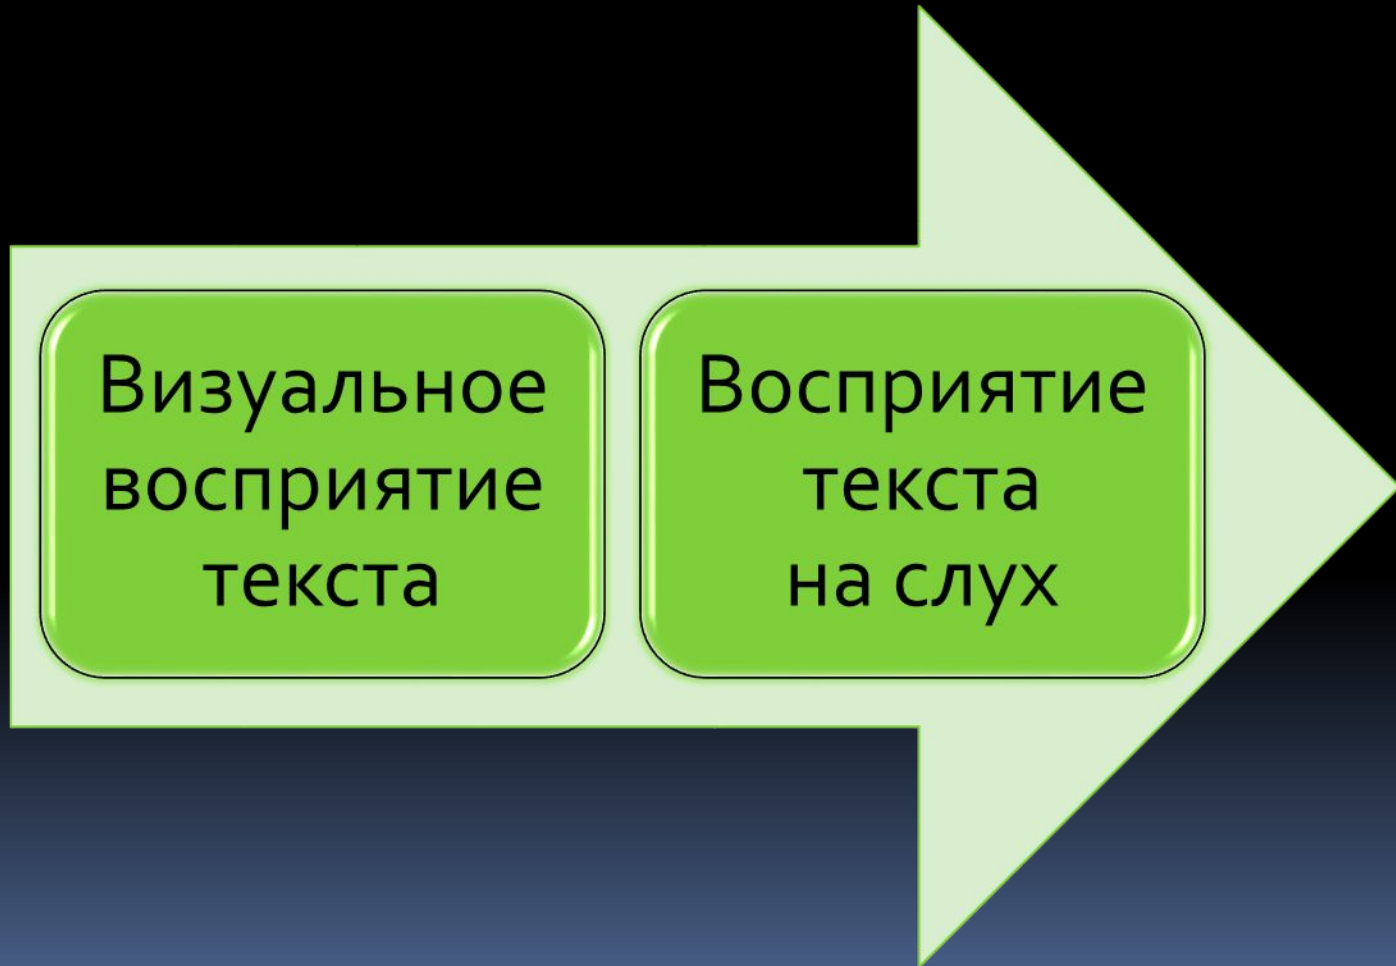 Визуальное
восприятие
текста
Восприятие
текста
на слух